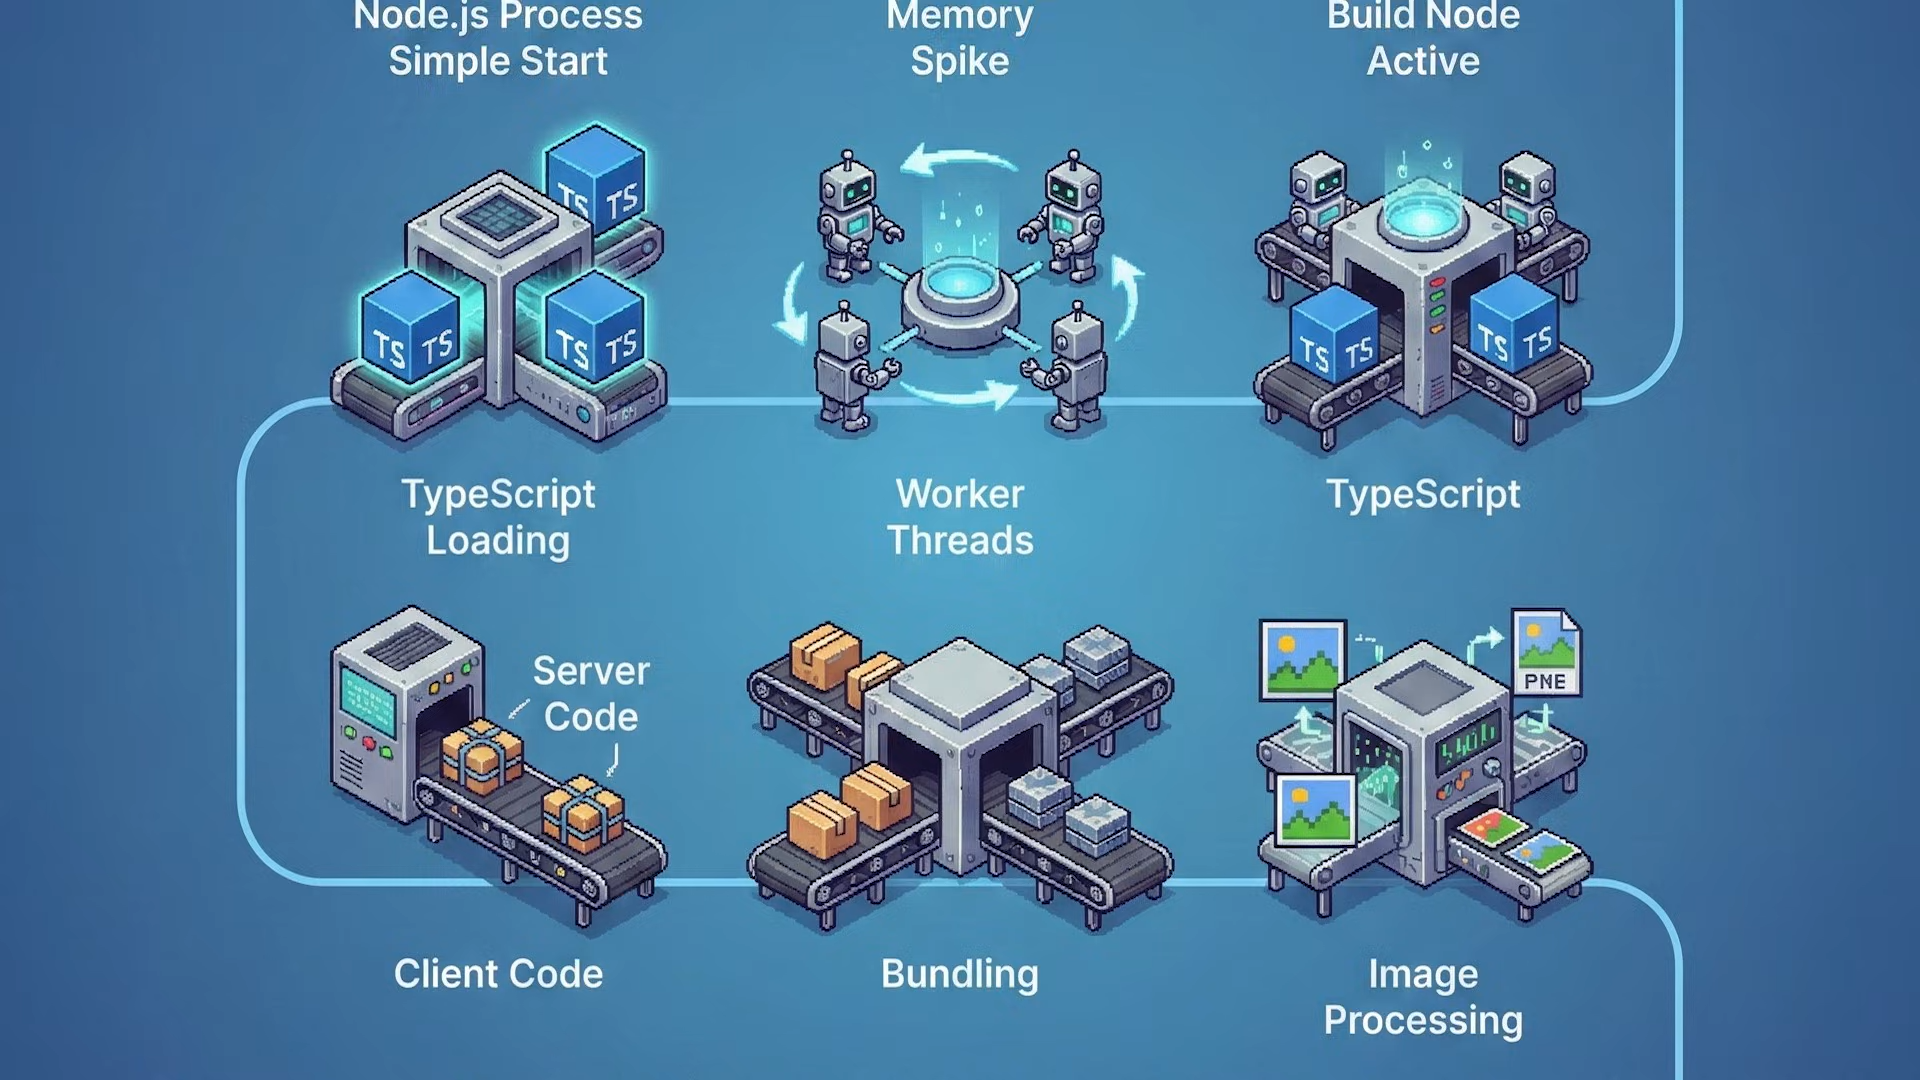 Node.js Process
Simple Start
Memory
Spike
Build Node
Active
TS TS
TS TS
TS TS
TS TS
TS TS
TypeScript
Loading
Worker
Threads
TypeScript
Server
Code
PNE
Client Code
Bundling
Image
Processing